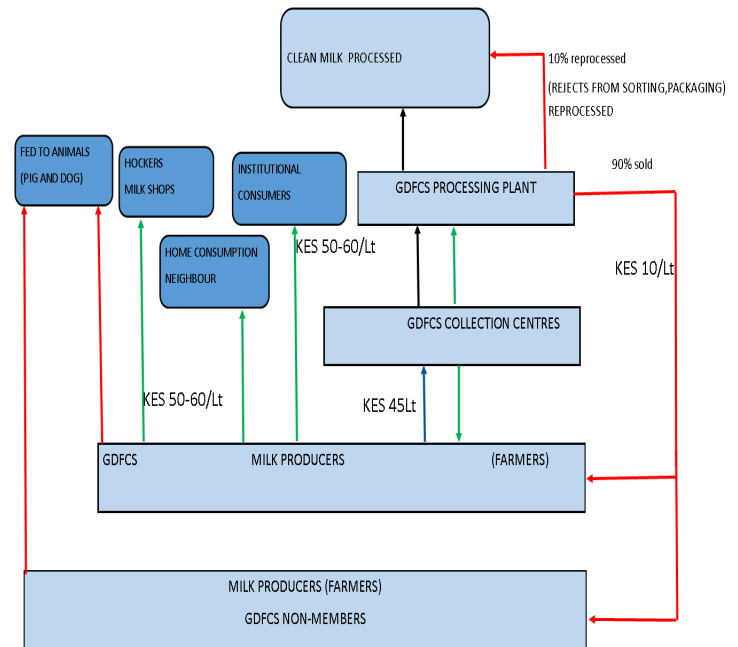 CLEAN MILK  PROCESSED
10% reprocessed
(REJECTS FROM SORTING,PACKAGING)
REPROCESSED
FED TO ANIMALS
(PIG AND DOG)
HOCKERS
MILK SHOPS
INSTITUTIONAL
CONSUMERS
GDFCS PROCESSING PLANT
90% sold
HOME CONSUMPTION
NEIGHBOUR
KES 50-60/Lt
KES 10/Lt
GDFCS COLLECTION CENTRES
KES 50-60/Lt
KES 45Lt
GDFCS MILK PRODUCERS (FARMERS)
MILK PRODUCERS (FARMERS)
GDFCS NON-MEMBERS